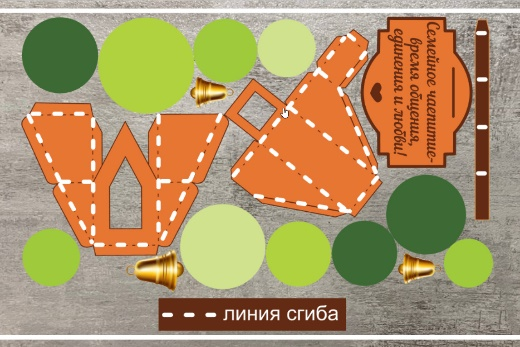 Семейное чаепитие-
время общения,
единения и любви!
линия сгиба